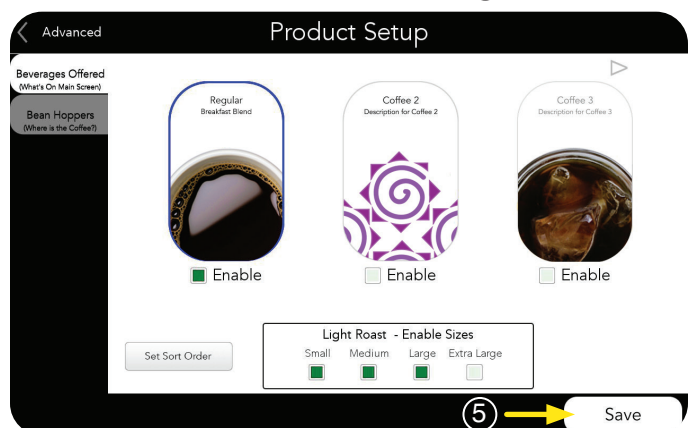 Advanced
Product Setup
Beverages Offered
(What's On Main Screen)
Bean Hoppers
(Where is the Coffee?)
Regular
Breakfast Blend
Coffee 2
Description for Coffee 2
Coffee 3
Description for Coffee 3
Enable
Enable
Enable
Set Sort Order
Light Roast - Enable Sizes
Small Medium Large Extra Large
5
Save